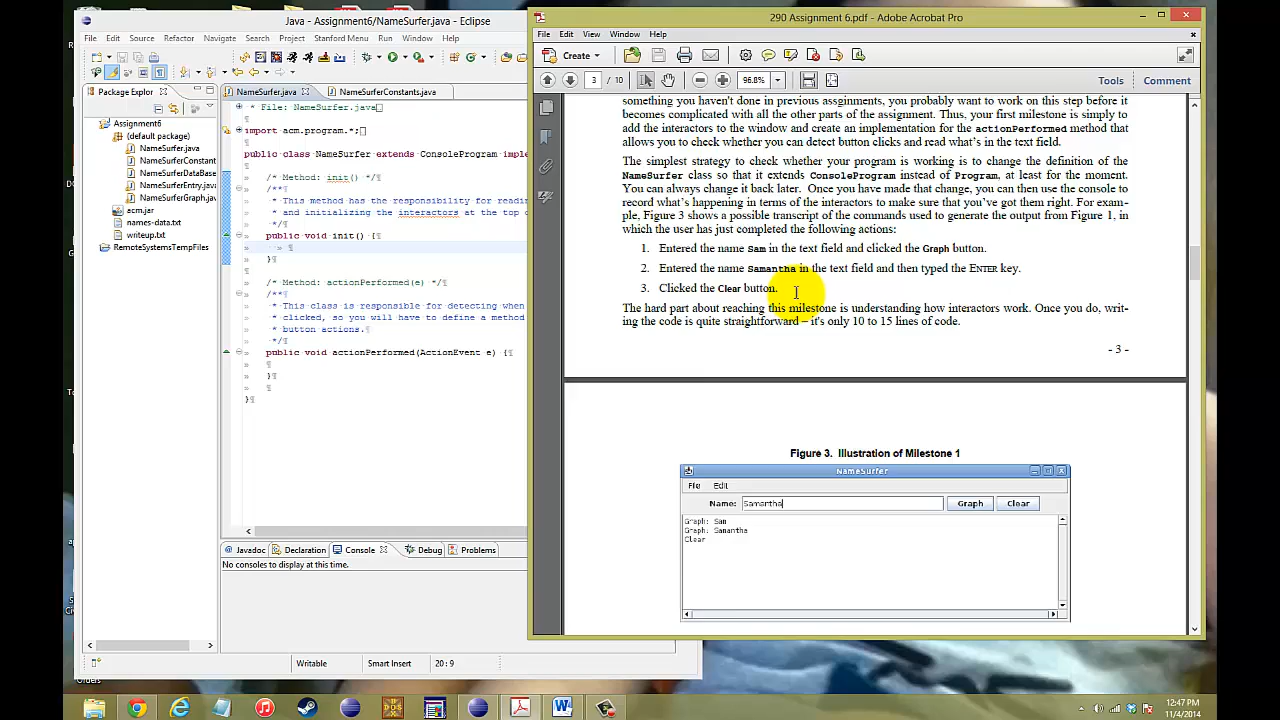 Java - Assignment6/NameSurfer.java - Eclipse
File Edit Source Refactor Navigate Search Project Stanford Menu Run Window Help
Package Explor
Assignment6
(default package)
NameSurfer.java
NameSurferConstant
NameSurferDataBase
NameSurferEntry.java
NameSurferGraph.java
acm.jar
names-data.txt
writeup.txt
RemoteSystemsTempFiles
NameSurfer.java
NameSurferConstants.java
* File: NameSurfer.java
import acm.program.*;
public class NameSurfer extends ConsoleProgram imple
/* Method: init() */
/**
* This method has the responsibility for readin
* and initializing the interactors at the top o
*/
public void init() {
}
/* Method: actionPerformed(e) */
/**
* This class is responsible for detecting when
* clicked, so you will have to define a method
* button actions.
*/
public void actionPerformed(ActionEvent e) {
}
}
Javadoc Declaration Console Debug Problems
No consoles to display at this time.
Writable Smart Insert 20 : 9
290 Assignment 6.pdf - Adobe Acrobat Pro
File Edit View Window Help
Create
3 / 10 96.8%
Tools Comment
something you haven't done in previous assignments, you probably want to work on this step before it
becomes complicated with all the other parts of the assignment. Thus, your first milestone is simply to
add the interactors to the window and create an implementation for the actionPerformed method that
allows you to check whether you can detect button clicks and read what's in the text field.
The simplest strategy to check whether your program is working is to change the definition of the
NameSurfer class so that it extends ConsoleProgram instead of Program, at least for the moment.
You can always change it back later. Once you have made that change, you can then use the console to
record what's happening in terms of the interactors to make sure that you've got them right. For exam-
ple, Figure 3 shows a possible transcript of the commands used to generate the output from Figure 1, in
which the user has just completed the following actions:
1. Entered the name Sam in the text field and clicked the Graph button.
2. Entered the name Samantha in the text field and then typed the ENTER key.
3. Clicked the Clear button.
The hard part about reaching this milestone is understanding how interactors work. Once you do, writ-
ing the code is quite straightforward – it's only 10 to 15 lines of code.
- 3 -
Figure 3. Illustration of Milestone 1
NameSurfer
File Edit
Name: Samantha Graph Clear
Graph: Sam
Graph: Samantha
Clear
Orders
12:47 PM
11/4/2014